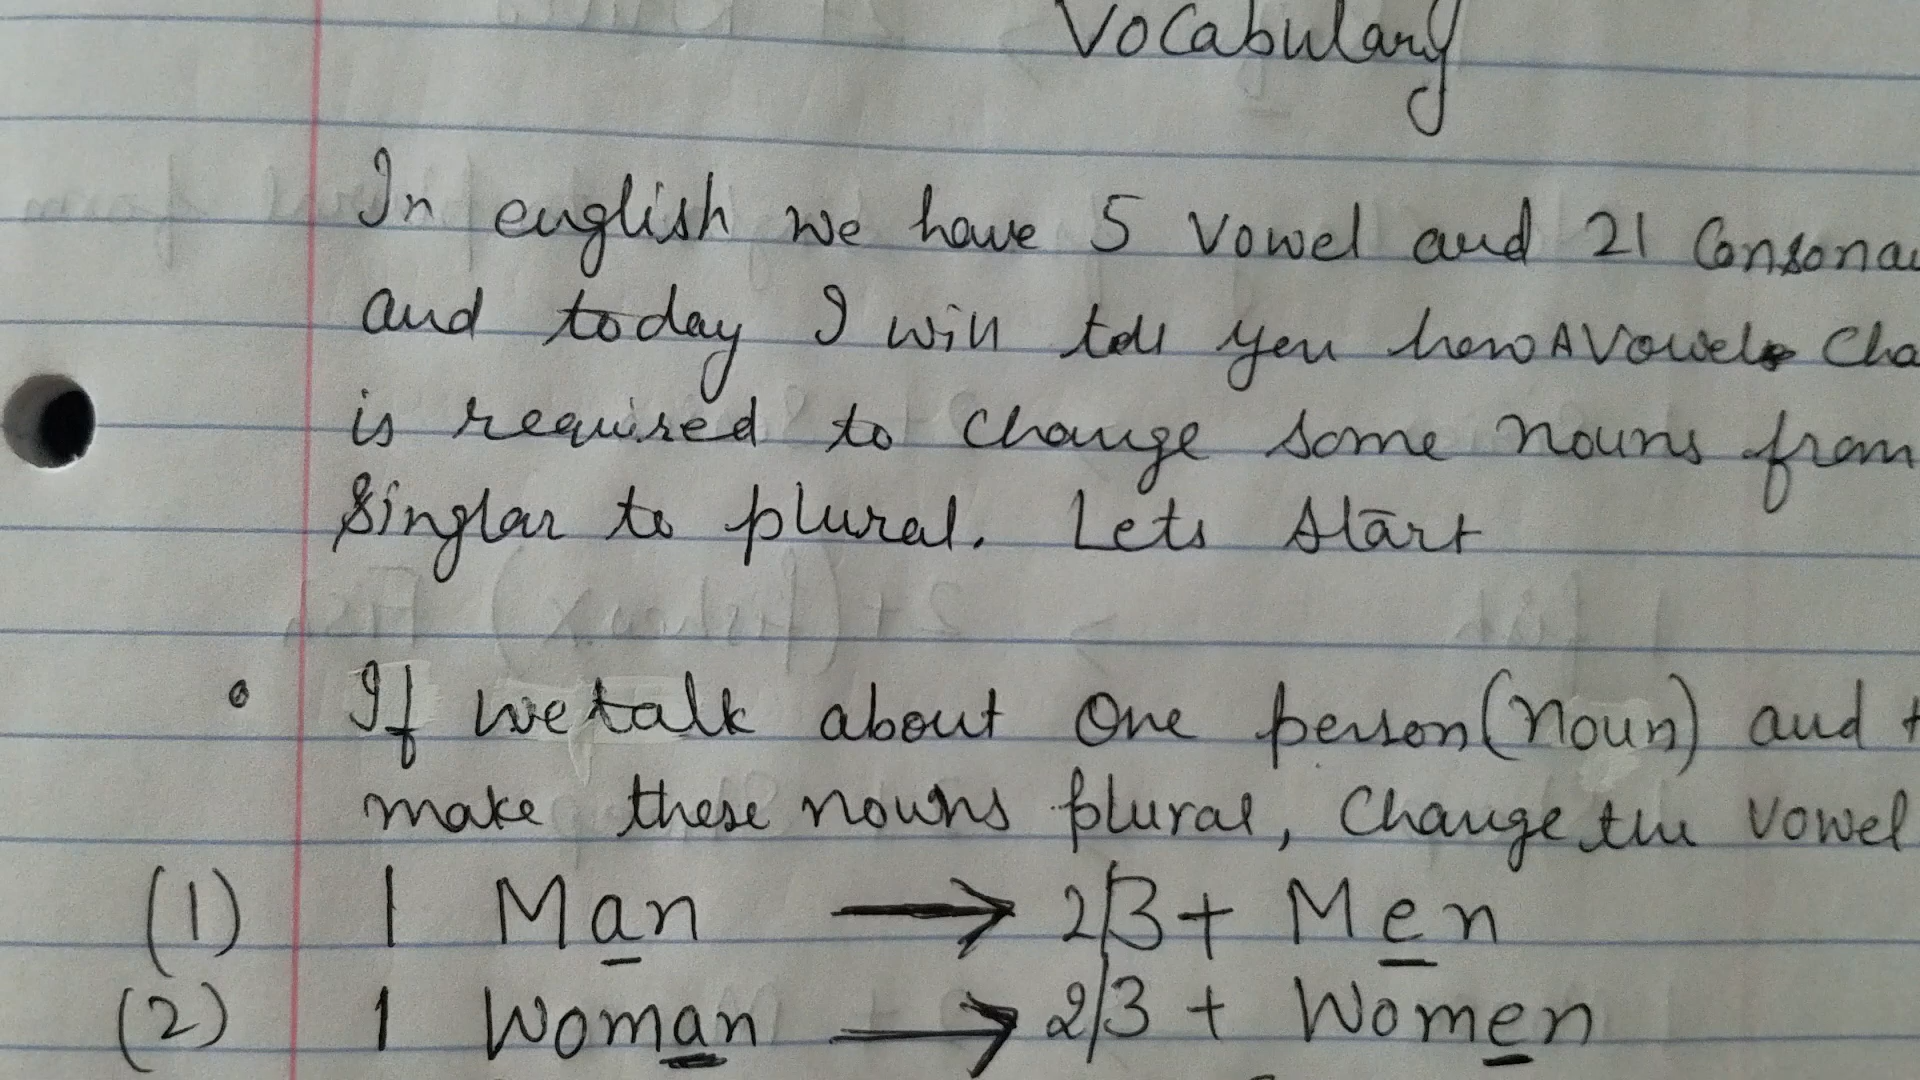 Vocabulary
In english we have 5 Vowel and 21 Consona
and today I will tell you how A Vowel Cha
is required to change some nouns from
Singlar to plural. Lets Start
• If we talk about One person (Noun) and t
make these nouns plural, Change the Vowel
(1) 1 Man → 2/3+ Men
(2) 1 Woman → 2/3 + Women